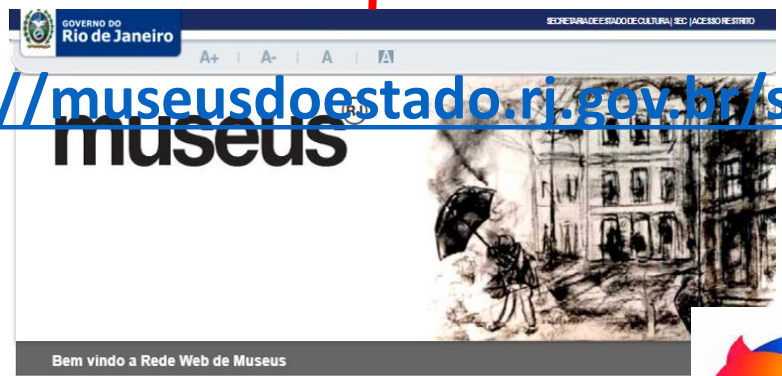 GOVERNO DO
Rio de Janeiro
SECRETARIA DE ESTADO DE CULTURA | SEC | ACESSO RESTRITO
A+ | A- | A | A
//museusdoestado.rj.gov.br/s
museus
Bem vindo a Rede Web de Museus